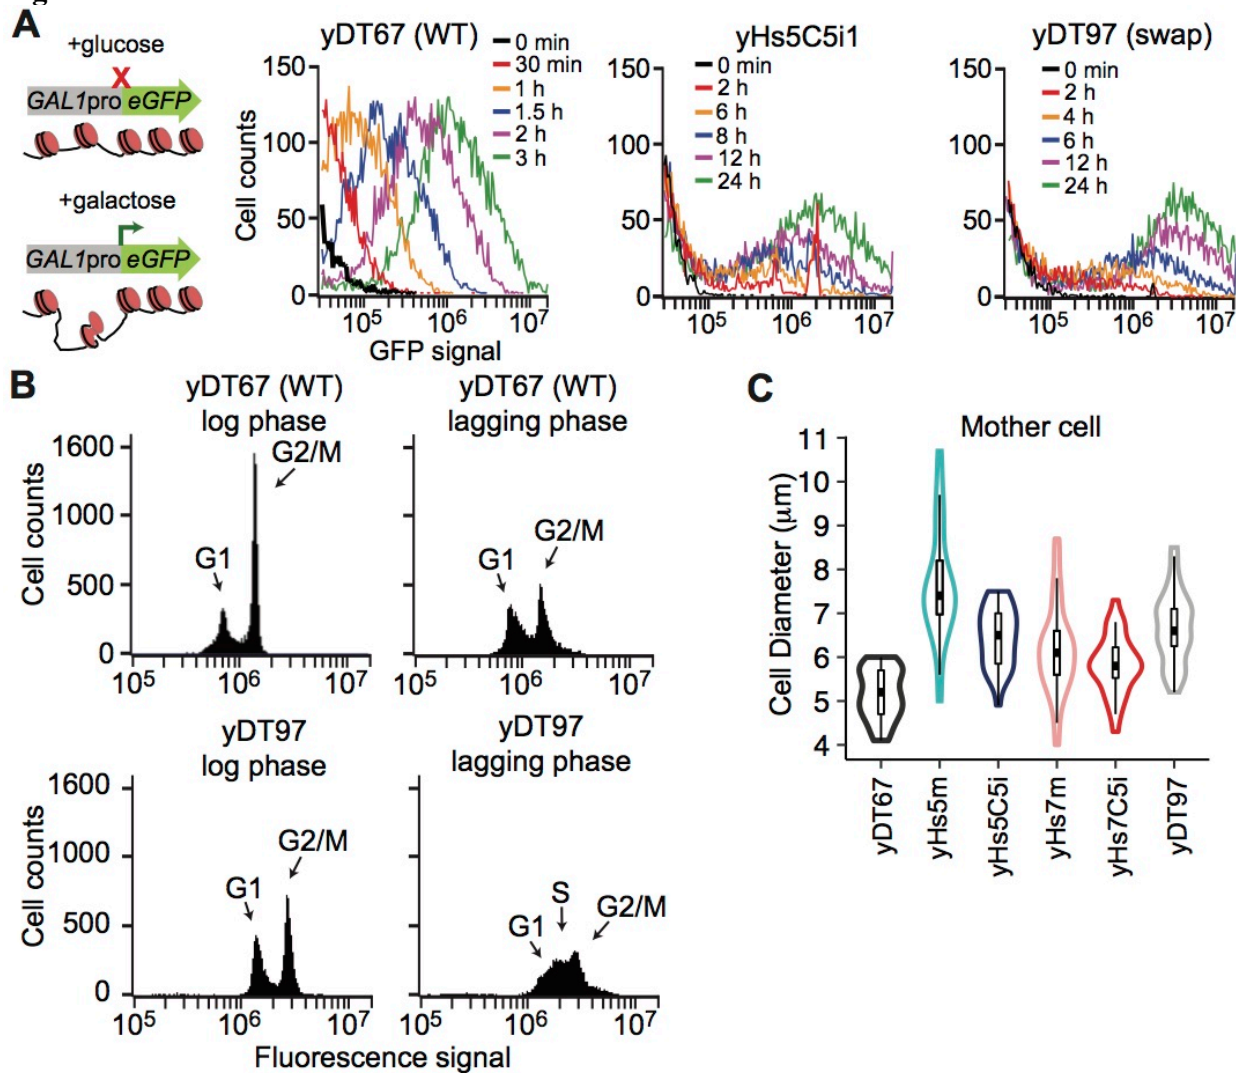 A
+glucose
X
GAL1pro eGFP
+galactose
GAL1pro eGFP
yDT67 (WT)
0 min
30 min
1 h
1.5 h
2 h
3 h
150
100
50
0
Cell counts
10^5 10^6 10^7
GFP signal
yHs5C5i1
0 min
2 h
6 h
8 h
12 h
24 h
150
100
50
0
10^5 10^6 10^7
yDT97 (swap)
0 min
2 h
4 h
6 h
12 h
24 h
150
100
50
0
10^5 10^6 10^7
B
yDT67 (WT)
log phase
1600
1000
500
0
Cell counts
G1
G2/M
10^5 10^6 10^7
yDT67 (WT)
lagging phase
G1
G2/M
10^5 10^6 10^7
yDT97
log phase
1600
1000
500
0
Cell counts
G1
G2/M
10^5 10^6 10^7
yDT97
lagging phase
G1
S
G2/M
10^5 10^6 10^7
Fluorescence signal
C
Mother cell
11
10
9
8
7
6
5
4
Cell Diameter (μm)
yDT67
yHs5m
yHs5C5i
yHs7m
yHs7C5i
yDT97